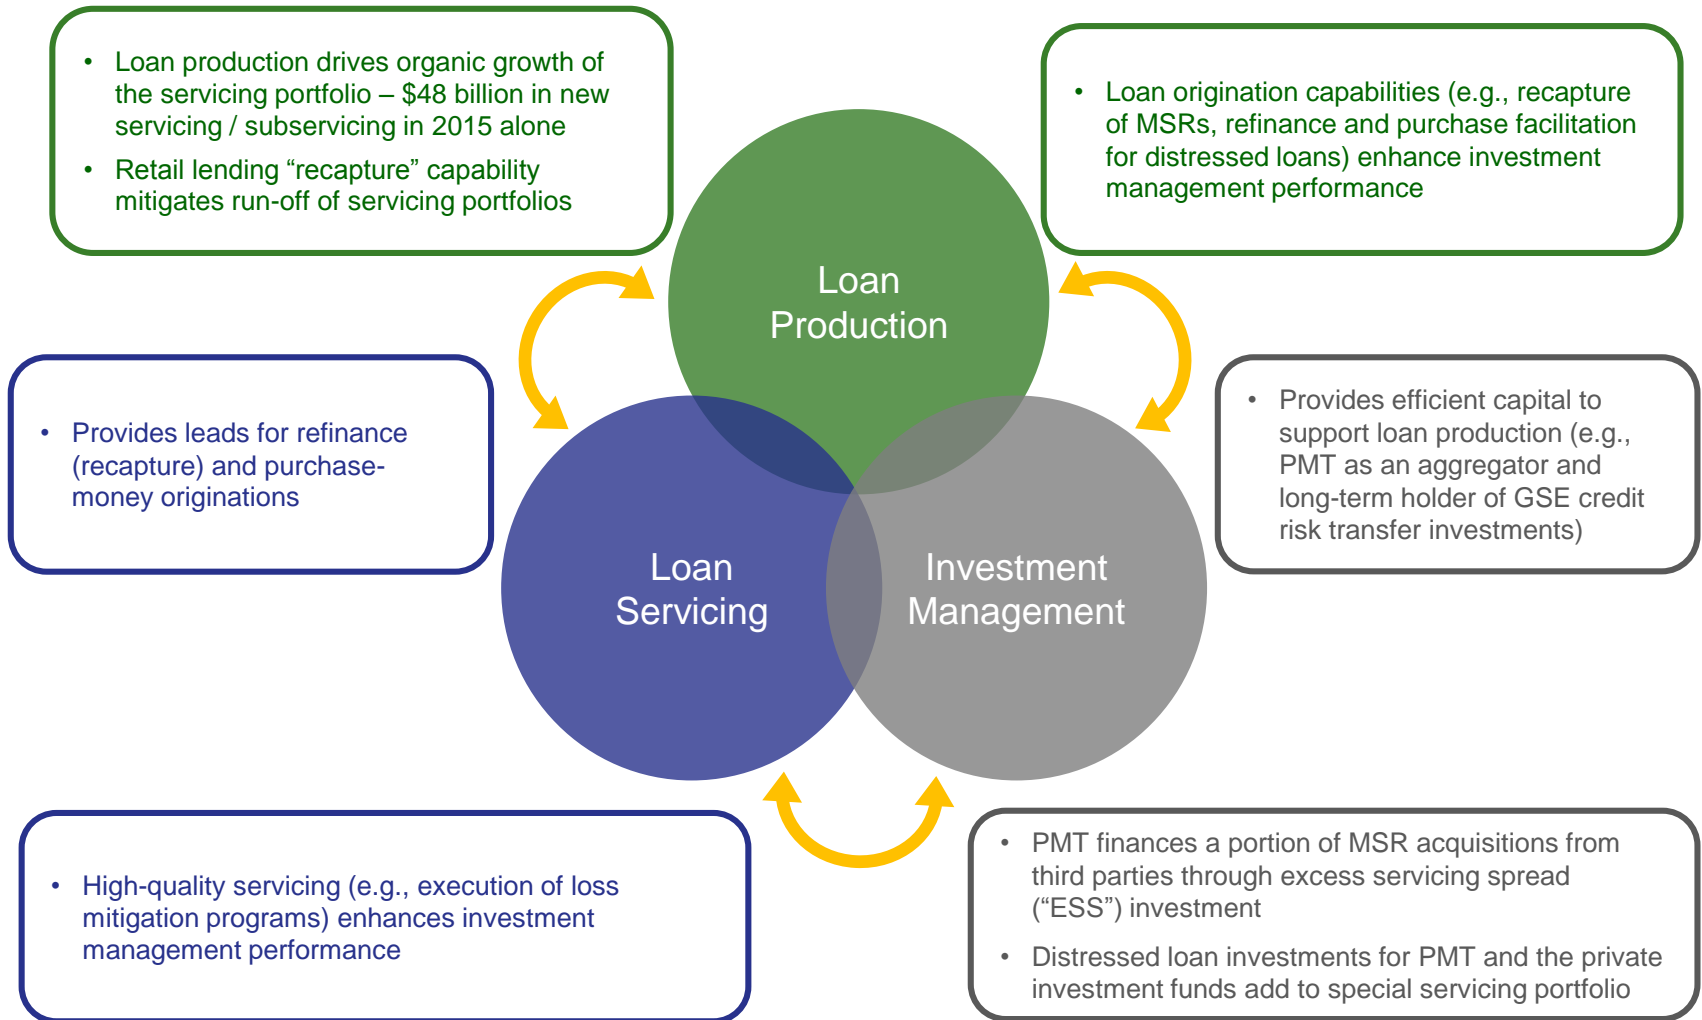 • Loan production drives organic growth of
the servicing portfolio – $48 billion in new
servicing / subservicing in 2015 alone
• Retail lending “recapture” capability
mitigates run-off of servicing portfolios
• Loan origination capabilities (e.g., recapture
of MSRs, refinance and purchase facilitation
for distressed loans) enhance investment
management performance
Loan
Production
• Provides leads for refinance
(recapture) and purchase-
money originations
• Provides efficient capital to
support loan production (e.g.,
PMT as an aggregator and
long-term holder of GSE credit
risk transfer investments)
Loan
Servicing
Investment
Management
• High-quality servicing (e.g., execution of loss
mitigation programs) enhances investment
management performance
• PMT finances a portion of MSR acquisitions from
third parties through excess servicing spread
(“ESS”) investment
• Distressed loan investments for PMT and the private
investment funds add to special servicing portfolio